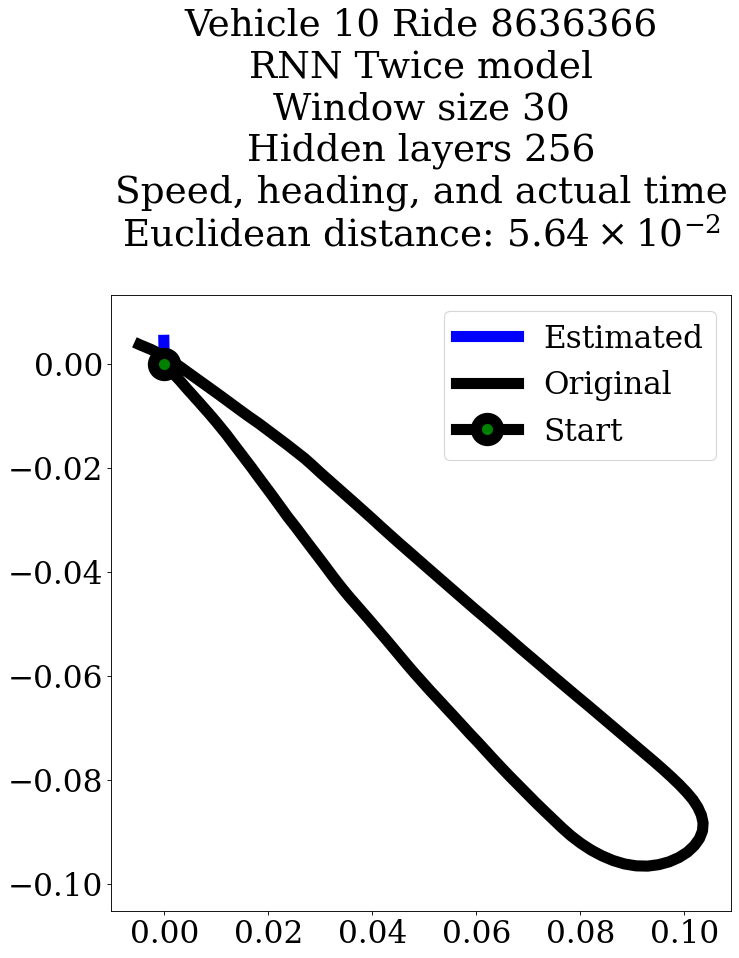 Vehicle 10 Ride 8636366
RNN Twice model
Window size 30
Hidden layers 256
Speed, heading, and actual time
Euclidean distance: 5.64 × 10⁻²
Estimated
Original
Start
0.00
−0.02
−0.04
−0.06
−0.08
−0.10
0.00 0.02 0.04 0.06 0.08 0.10